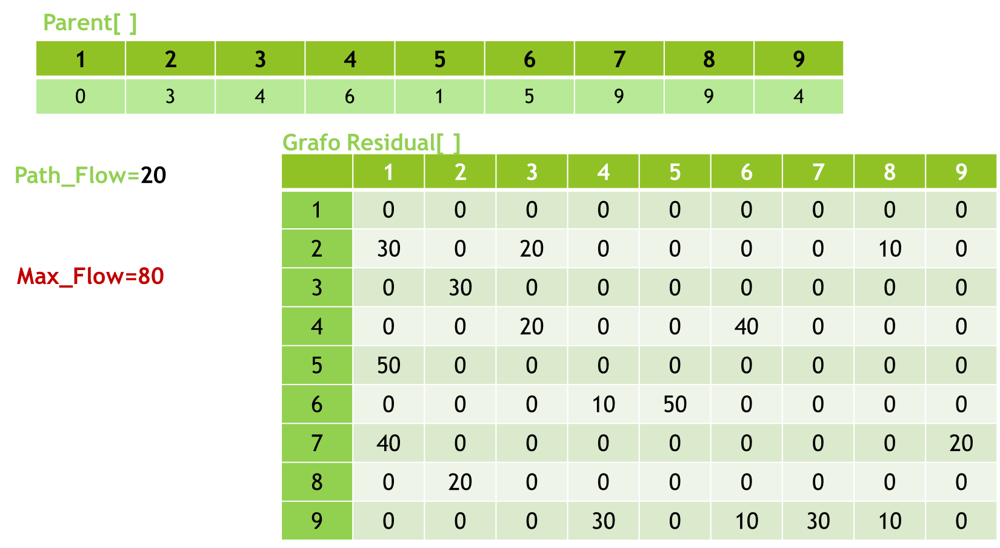 Parent[ ]
1 2 3 4 5 6 7 8 9
0 3 4 6 1 5 9 9 4
Grafo Residual[ ]
Path_Flow=20
Max_Flow=80
1 2 3 4 5 6 7 8 9
1 0 0 0 0 0 0 0 0 0
2 30 0 20 0 0 0 0 10 0
3 0 30 0 0 0 0 0 0 0
4 0 0 20 0 0 40 0 0 0
5 50 0 0 0 0 0 0 0 0
6 0 0 0 10 50 0 0 0 0
7 40 0 0 0 0 0 0 0 20
8 0 20 0 0 0 0 0 0 0
9 0 0 0 30 0 10 30 10 0